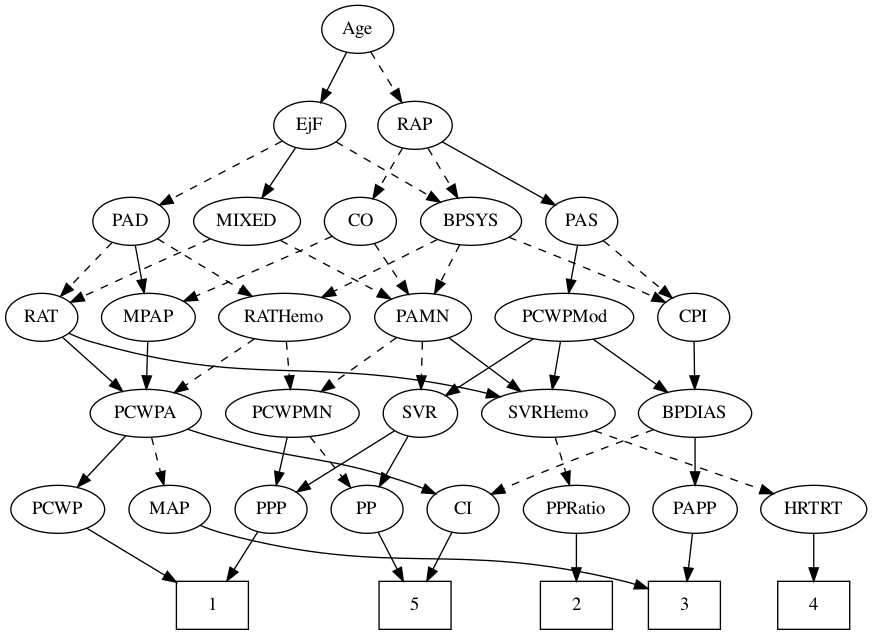 Age
EjF
RAP
PAD
MIXED
CO
BPSYS
PAS
RAT
MPAP
RATHemo
PAMN
PCWPMod
CPI
PCWPA
PCWPMN
SVR
SVRHemo
BPDIAS
PCWP
MAP
PPP
PP
CI
PPRatio
PAPP
HRTRT
1
5
2
3
4